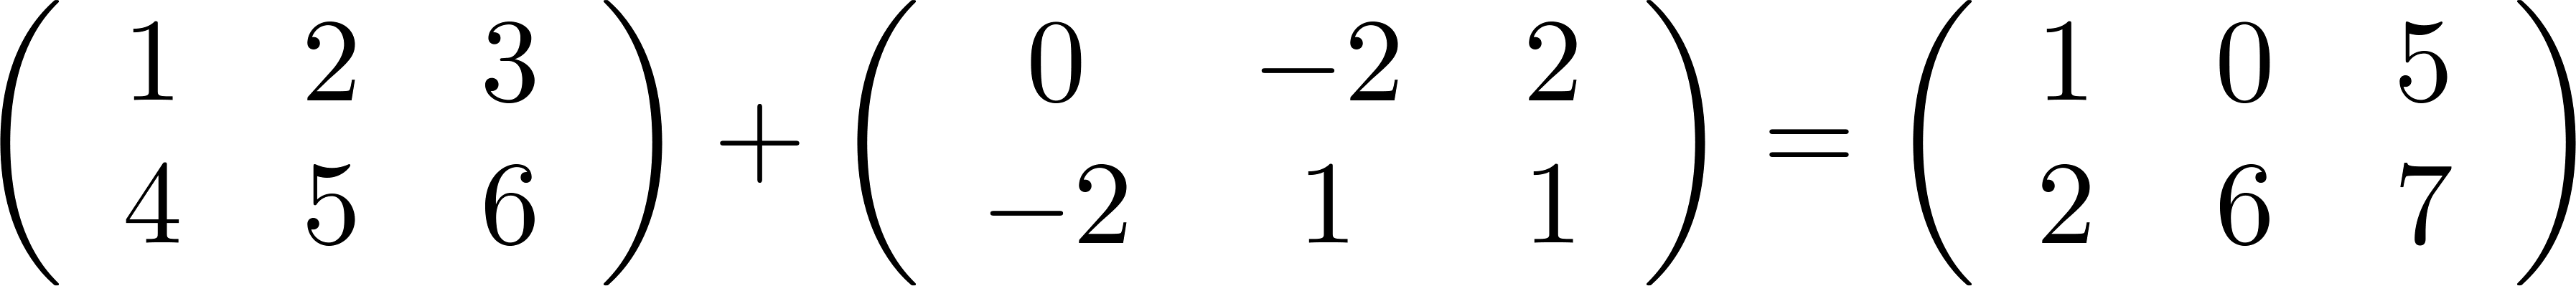 ( 1 2 3 ) + ( 0 −2 2 ) = ( 1 0 5 )
( 4 5 6 ) + ( −2 1 1 ) = ( 2 6 7 )